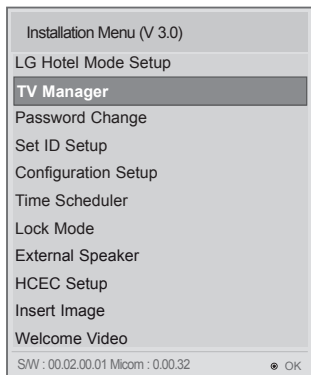 Installation Menu (V 3.0)
LG Hotel Mode Setup
TV Manager
Password Change
Set ID Setup
Configuration Setup
Time Scheduler
Lock Mode
External Speaker
HCEC Setup
Insert Image
Welcome Video
S/W : 00.02.00.01 Micom : 0.00.32 ◉ OK